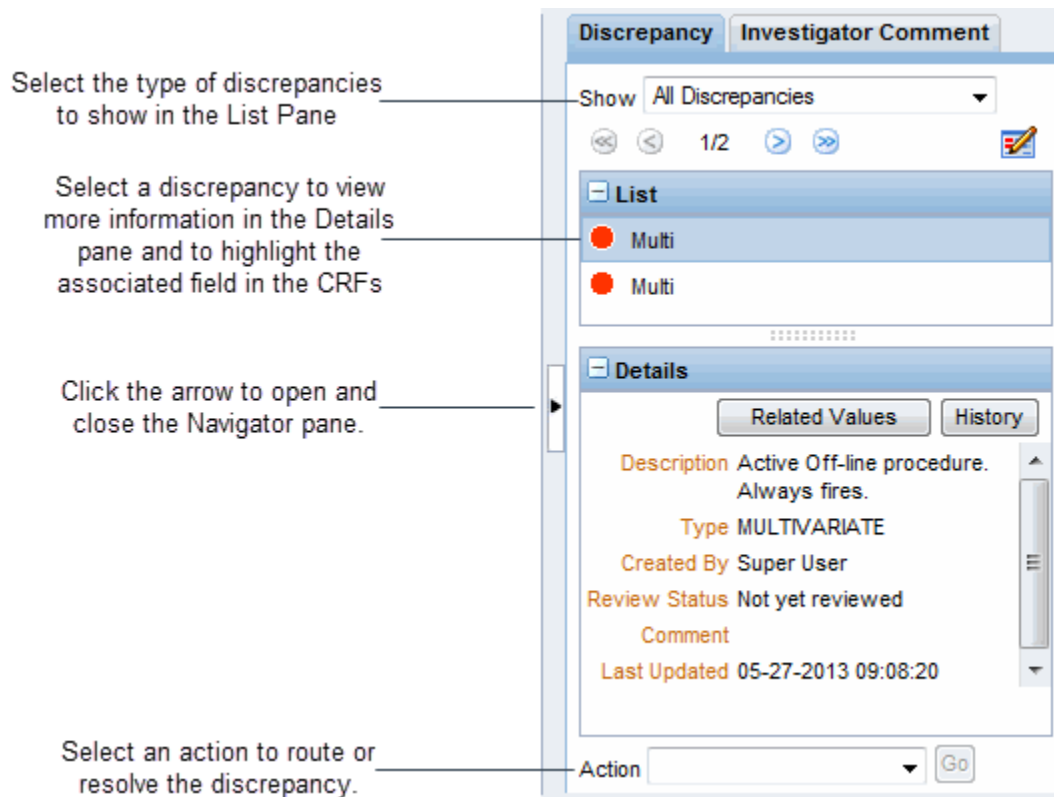 Discrepancy Investigator Comment
Select the type of discrepancies
to show in the List Pane
Show All Discrepancies
1/2
Select a discrepancy to view
more information in the Details
pane and to highlight the
associated field in the CRFs
List
Multi
Multi
Click the arrow to open and
close the Navigator pane.
Details
Related Values History
Description Active Off-line procedure.
Always fires.
Type MULTIVARIATE
Created By Super User
Review Status Not yet reviewed
Comment
Last Updated 05-27-2013 09:08:20
Select an action to route or
resolve the discrepancy.
Action Go